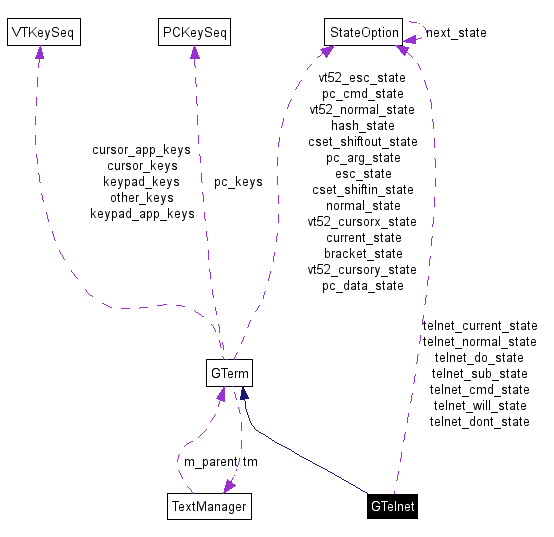 VTKeySeq
PCKeySeq
StateOption
next_state
cursor_app_keys
cursor_keys
keypad_keys
other_keys
keypad_app_keys
pc_keys
vt52_esc_state
pc_cmd_state
vt52_normal_state
hash_state
cset_shiftout_state
pc_arg_state
esc_state
cset_shiftin_state
normal_state
vt52_cursorx_state
current_state
bracket_state
vt52_cursory_state
pc_data_state
telnet_current_state
telnet_normal_state
telnet_do_state
telnet_sub_state
telnet_cmd_state
telnet_will_state
telnet_dont_state
GTerm
m_parent
tm
TextManager
GTelnet